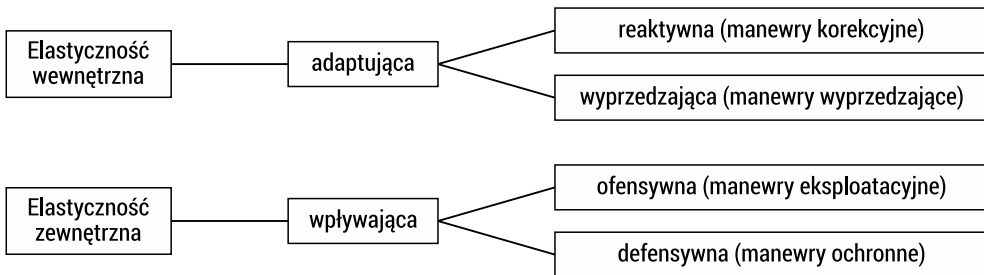 Elastyczność
wewnętrzna
adaptująca
reaktywna (manewry korekcyjne)
wyprzedzająca (manewry wyprzedzające)
Elastyczność
zewnętrzna
wpływająca
ofensywna (manewry eksploatacyjne)
defensywna (manewry ochronne)